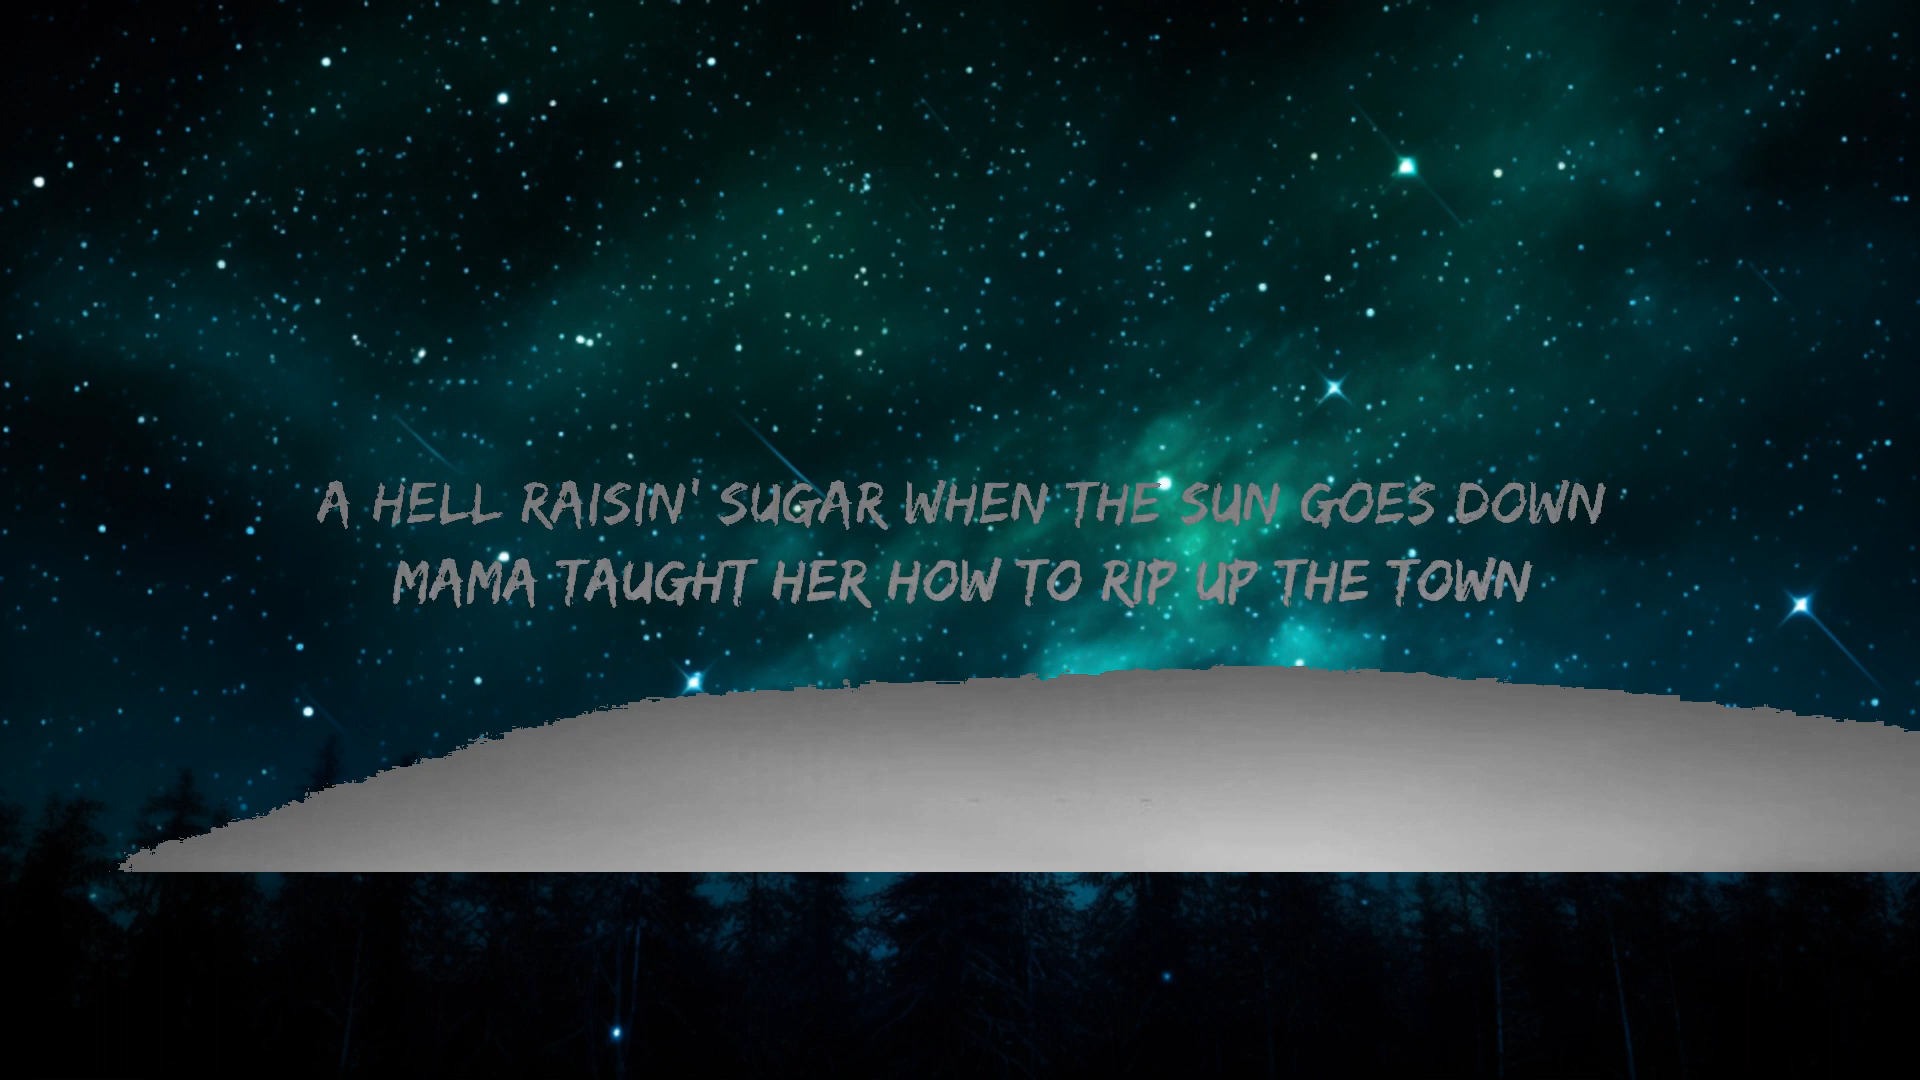 A HELL RAISIN' SUGAR WHEN THE SUN GOES DOWN
MAMA TAUGHT HER HOW TO RIP UP THE TOWN